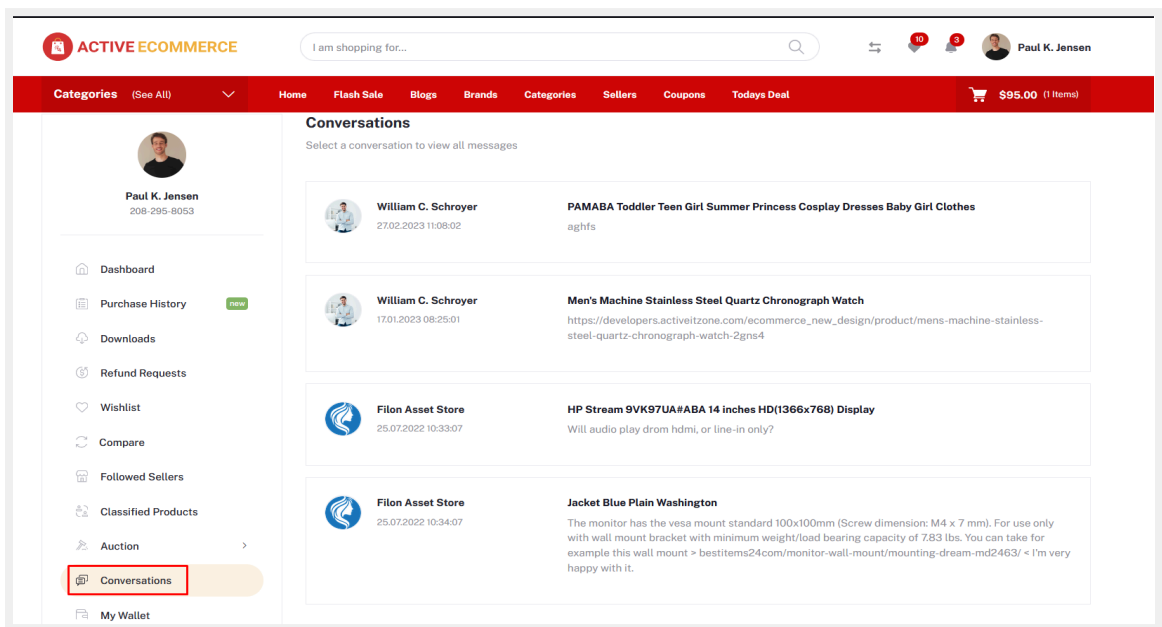 ACTIVE ECOMMERCE
I am shopping for...
10
3
Paul K. Jensen
Categories (See All)
Home Flash Sale Blogs Brands Categories Sellers Coupons Todays Deal
$95.00 (1 Items)
Paul K. Jensen
208-295-8053
Dashboard
Purchase History new
Downloads
Refund Requests
Wishlist
Compare
Followed Sellers
Classified Products
Auction
Conversations
My Wallet
Conversations
Select a conversation to view all messages
William C. Schroyer
27.02.2023 11:08:02
PAMABA Toddler Teen Girl Summer Princess Cosplay Dresses Baby Girl Clothes
aghfs
William C. Schroyer
17.01.2023 08:25:01
Men's Machine Stainless Steel Quartz Chronograph Watch
https://developers.activeitzone.com/ecommerce_new_design/product/mens-machine-stainless-
steel-quartz-chronograph-watch-2gns4
Filon Asset Store
25.07.2022 10:33:07
HP Stream 9VK97UA#ABA 14 inches HD(1366x768) Display
Will audio play drom hdmi, or line-in only?
Filon Asset Store
25.07.2022 10:34:07
Jacket Blue Plain Washington
The monitor has the vesa mount standard 100x100mm (Screw dimension: M4 x 7 mm). For use only
with wall mount bracket with minimum weight/load bearing capacity of 7.83 lbs. You can take for
example this wall mount > bestitems24com/monitor-wall-mount/mounting-dream-md2463/ < I'm very
happy with it.